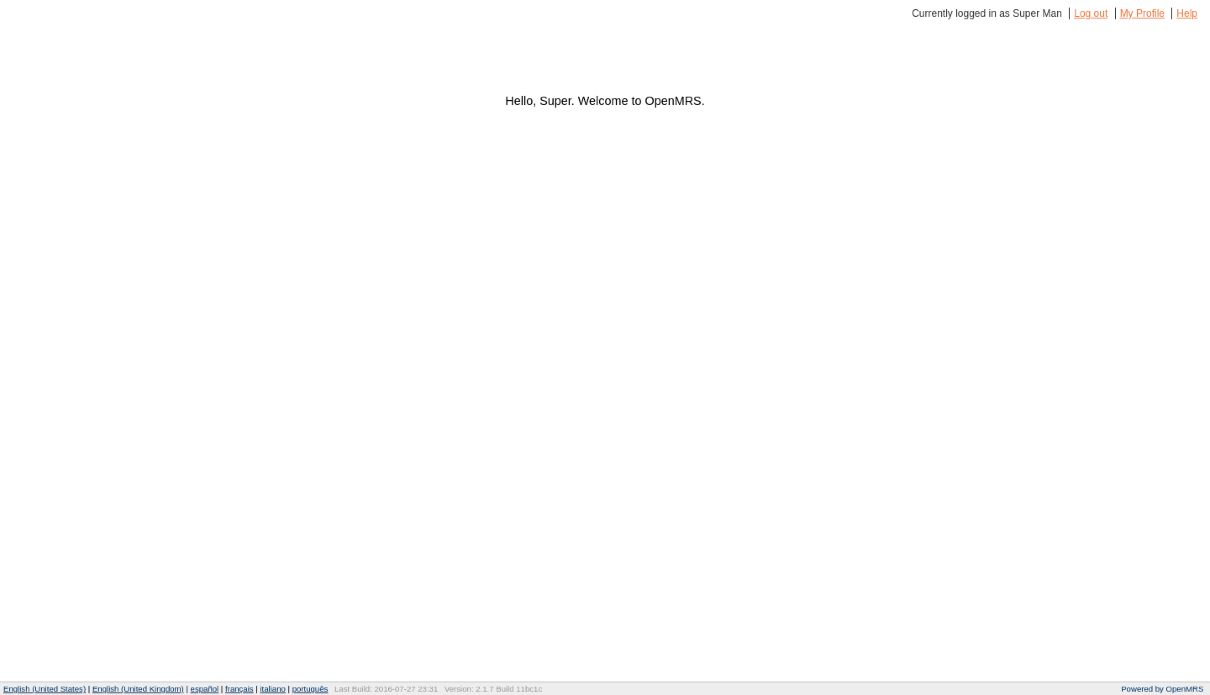 Currently logged in as Super Man | Log out | My Profile | Help
Hello, Super. Welcome to OpenMRS.
English (United States) | English (United Kingdom) | español | français | italiano | português Last Build: 2016-07-27 23:31 Version: 2.1.7 Build 11bc1c Powered by OpenMRS